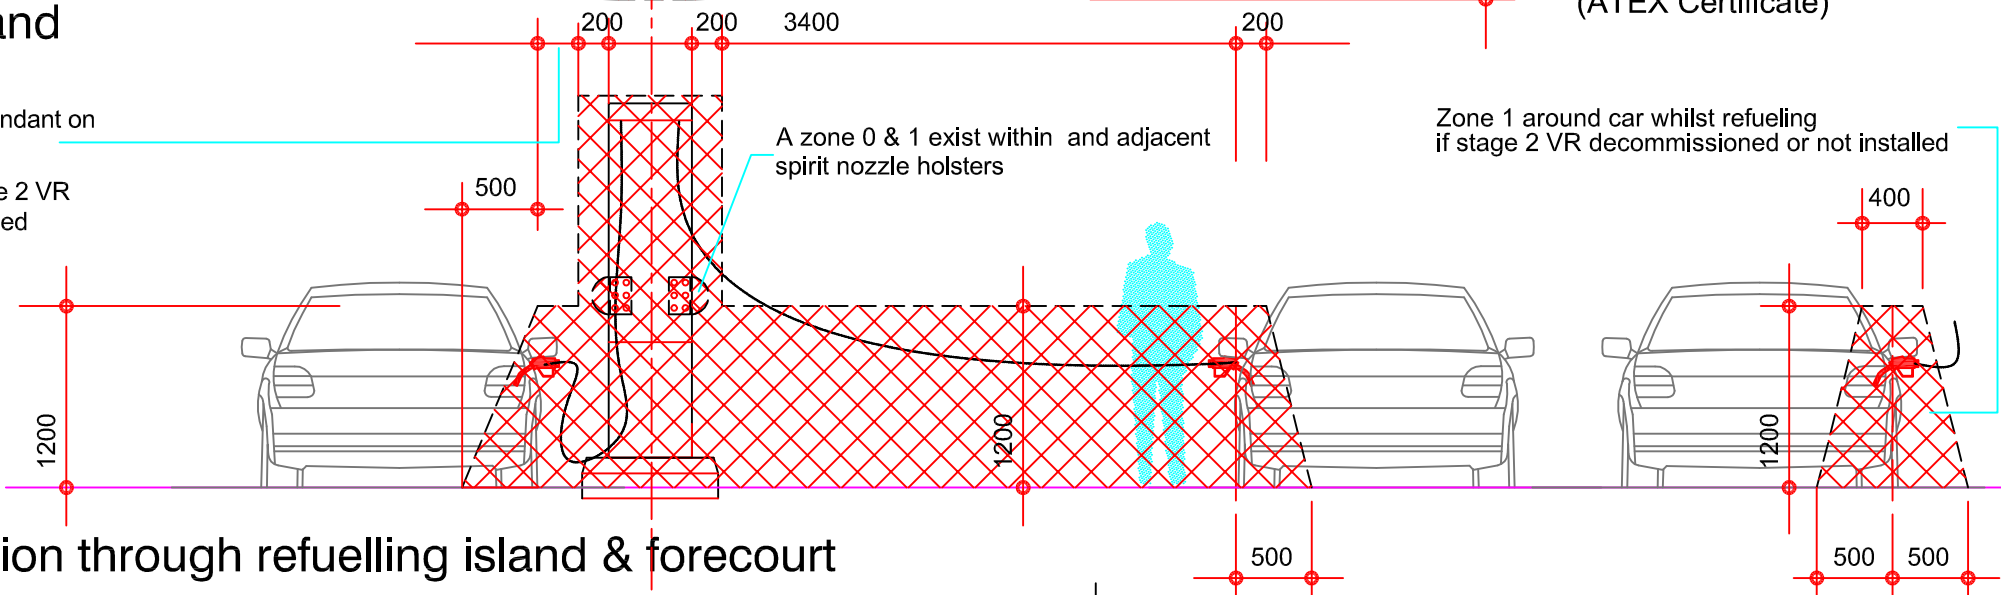 and
200
200
3400
200
(ATEX Certificate)
ndant on
A zone 0 & 1 exist within and adjacent
spirit nozzle holsters
Zone 1 around car whilst refueling
if stage 2 VR decommissioned or not installed
e 2 VR
ed
500
400
1200
1200
1200
tion through refuelling island & forecourt
500
500
500